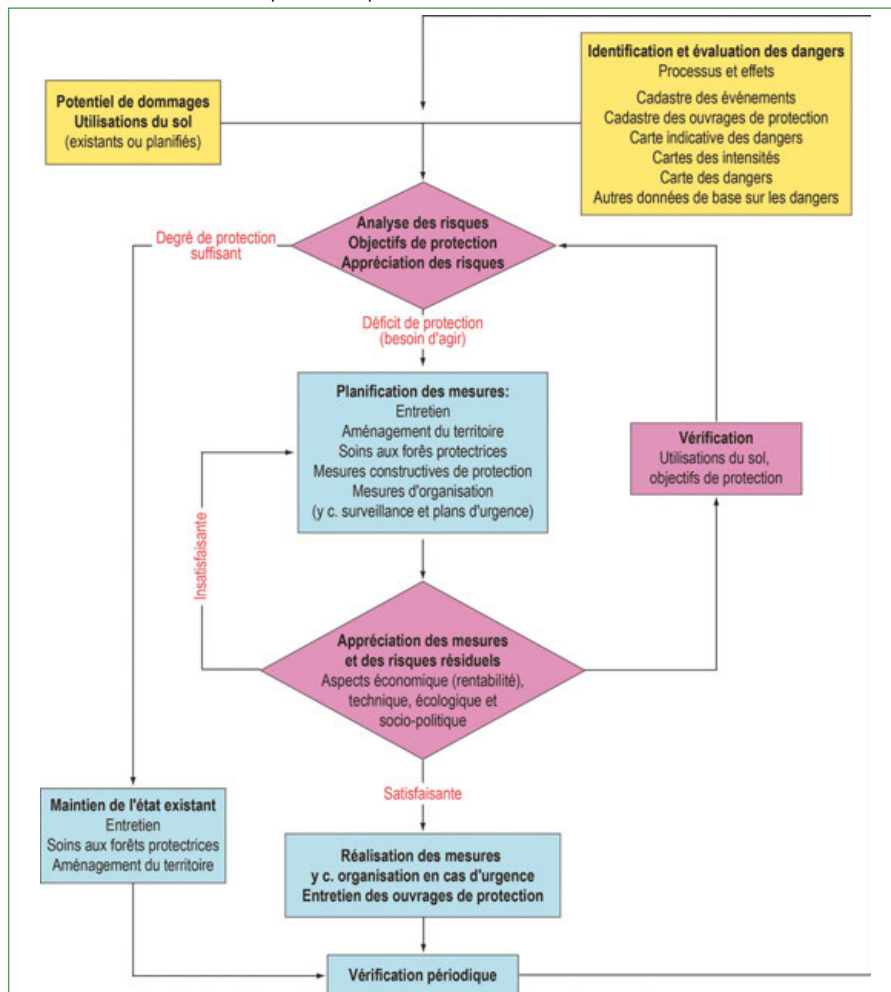 Identification et évaluation des dangers
Processus et effets
Cadastre des événements
Cadastre des ouvrages de protection
Carte indicative des dangers
Cartes des intensités
Carte des dangers
Autres données de base sur les dangers
Potentiel de dommages
Utilisations du sol
(existants ou planifiés)
Analyse des risques
Objectifs de protection
Appréciation des risques
Degré de protection
suffisant
Déficit de protection
(besoin d'agir)
Planification des mesures:
Entretien
Aménagement du territoire
Soins aux forês protectrices
Mesures constructives de protection
Mesures d'organisation
(y c. surveillance et plans d'urgence)
Vérification
Utilisations du sol,
objectifs de protection
Insatisfaisante
Appréciation des mesures
et des risques résiduels
Aspects économique (rentabilité),
technique, écologique et
socio-politique
Satisfaisante
Maintien de l'état existant
Entretien
Soins aux forêts protectrices
Aménagement du territoire
Réalisation des mesures
y c. organisation en cas d'urgence
Entretien des ouvrages de protection
Vérification périodique